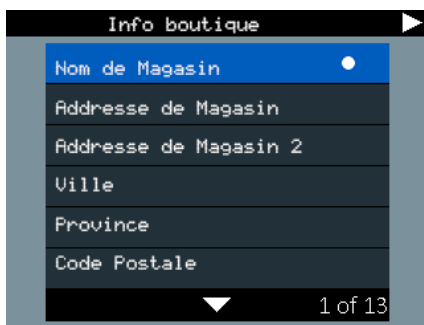 Info boutique
Nom de Magasin
Addresse de Magasin
Addresse de Magasin 2
Ville
Province
Code Postale
1 of 13